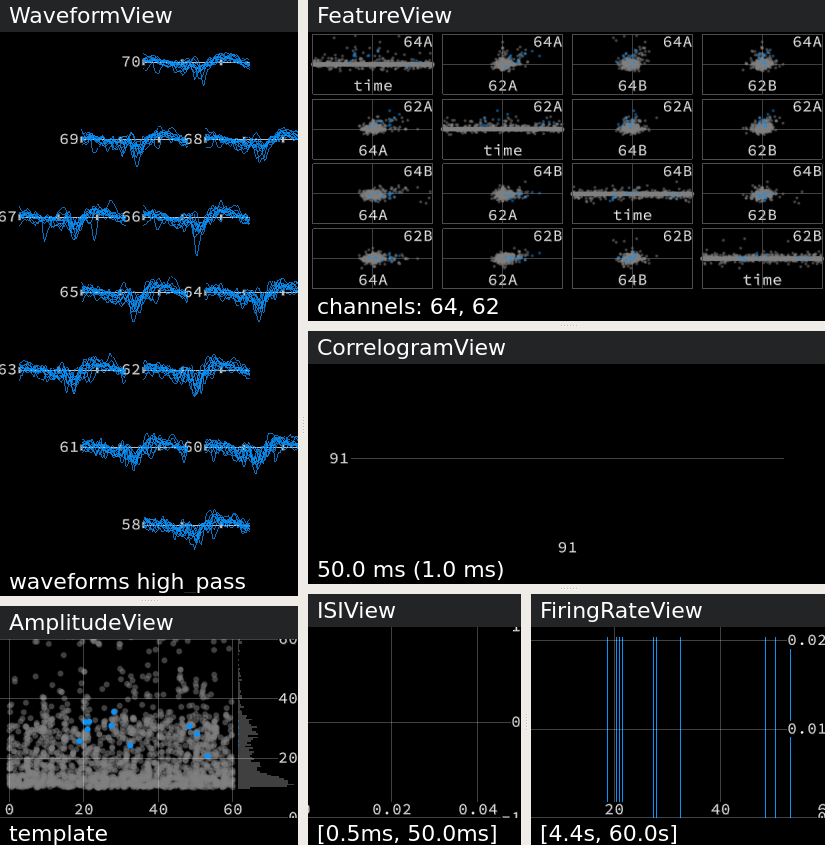 WaveformView
70
69 68
67 66
65 64
63 62
61 60
58
waveforms high_pass
AmplitudeView
60
40
20
0
0 20 40 60
template
FeatureView
64A 64A 64A 64A
time 62A 64B 62B
62A 62A 62A 62A
64A time 64B 62B
64B 64B 64B 64B
64A 62A time 62B
62B 62B 62B 62B
64A 62A 64B time
channels: 64, 62
CorrelogramView
91
91
50.0 ms (1.0 ms)
ISIView
1
0
-1
0.02 0.04
[0.5ms, 50.0ms]
FiringRateView
0.02
0.01
20 40
[4.4s, 60.0s]